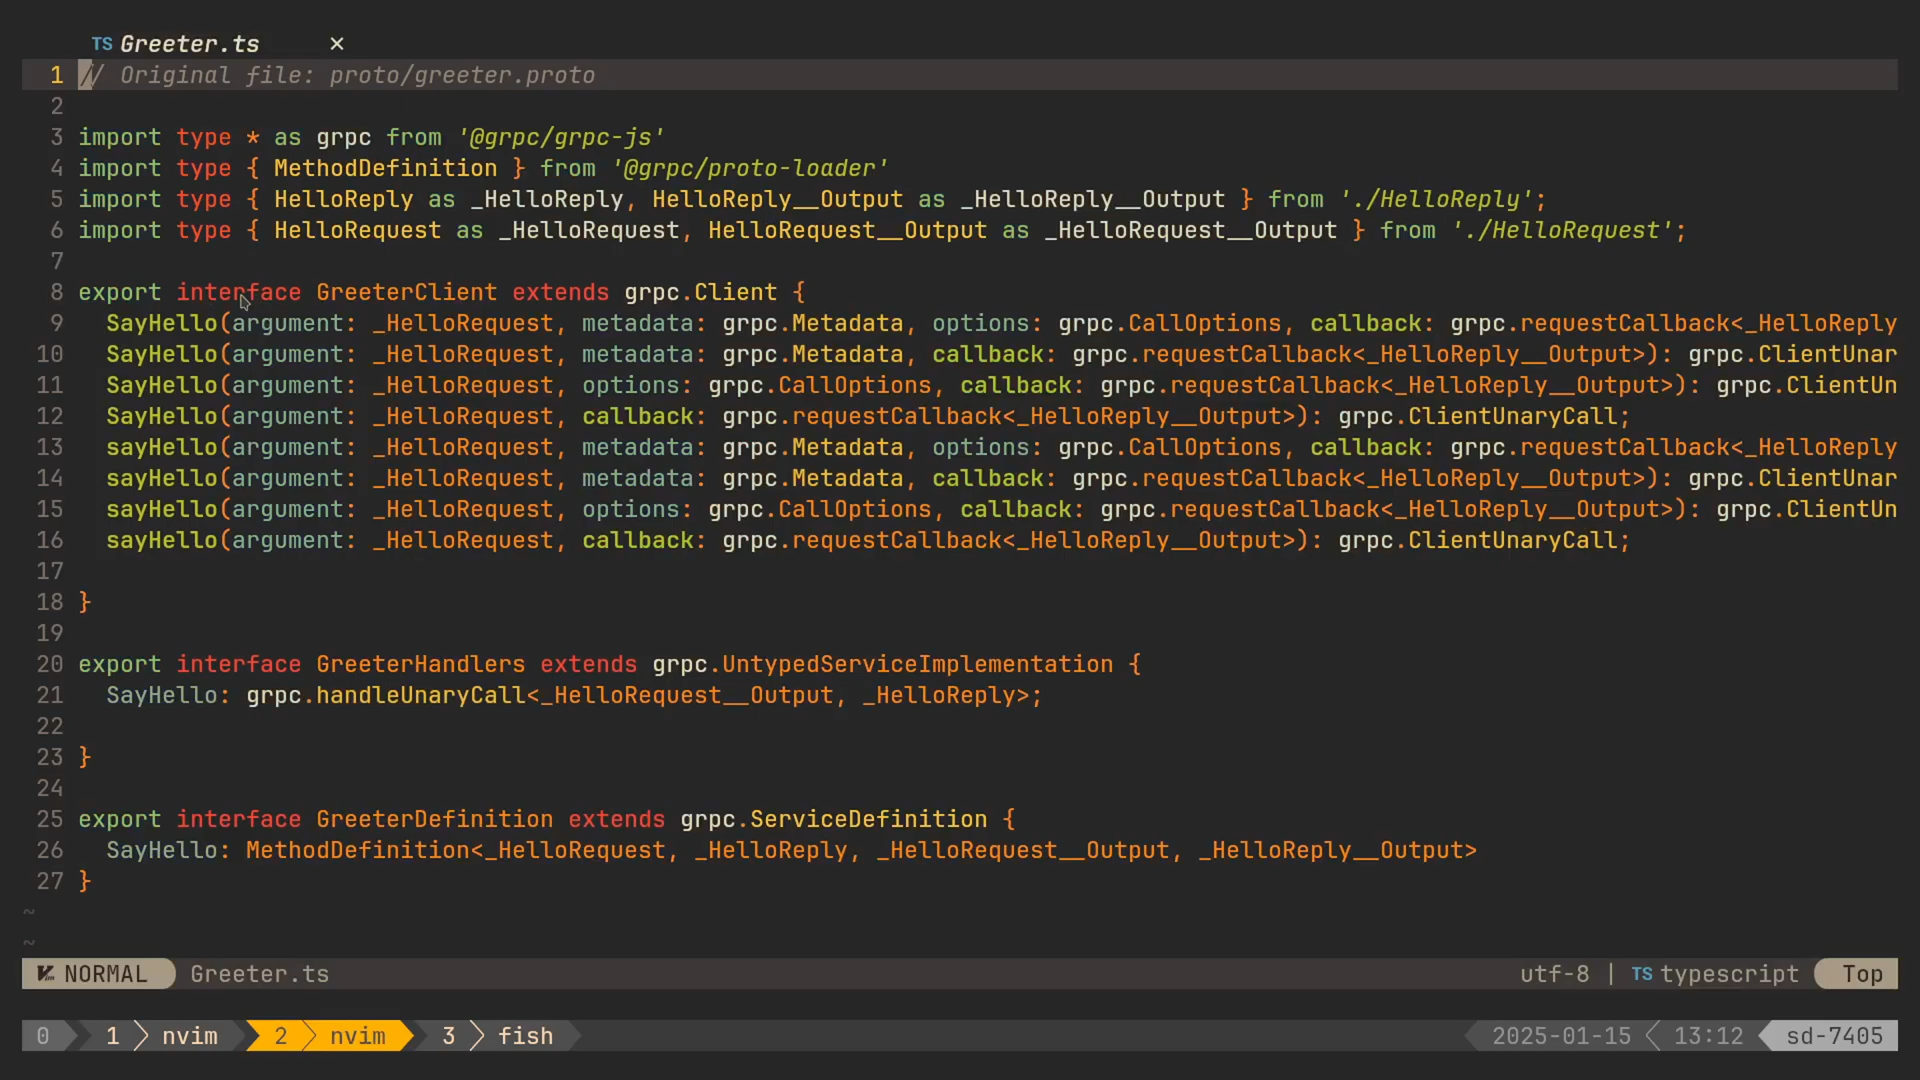 TS Greeter.ts ×
1 // Original file: proto/greeter.proto
2
3 import type * as grpc from '@grpc/grpc-js'
4 import type { MethodDefinition } from '@grpc/proto-loader'
5 import type { HelloReply as _HelloReply, HelloReply__Output as _HelloReply__Output } from './HelloReply';
6 import type { HelloRequest as _HelloRequest, HelloRequest__Output as _HelloRequest__Output } from './HelloRequest';
7
8 export interface GreeterClient extends grpc.Client {
9   SayHello(argument: _HelloRequest, metadata: grpc.Metadata, options: grpc.CallOptions, callback: grpc.requestCallback<_HelloReply
10   SayHello(argument: _HelloRequest, metadata: grpc.Metadata, callback: grpc.requestCallback<_HelloReply__Output>): grpc.ClientUnar
11   SayHello(argument: _HelloRequest, options: grpc.CallOptions, callback: grpc.requestCallback<_HelloReply__Output>): grpc.ClientUn
12   SayHello(argument: _HelloRequest, callback: grpc.requestCallback<_HelloReply__Output>): grpc.ClientUnaryCall;
13   sayHello(argument: _HelloRequest, metadata: grpc.Metadata, options: grpc.CallOptions, callback: grpc.requestCallback<_HelloReply
14   sayHello(argument: _HelloRequest, metadata: grpc.Metadata, callback: grpc.requestCallback<_HelloReply__Output>): grpc.ClientUnar
15   sayHello(argument: _HelloRequest, options: grpc.CallOptions, callback: grpc.requestCallback<_HelloReply__Output>): grpc.ClientUn
16   sayHello(argument: _HelloRequest, callback: grpc.requestCallback<_HelloReply__Output>): grpc.ClientUnaryCall;
17
18 }
19
20 export interface GreeterHandlers extends grpc.UntypedServiceImplementation {
21   SayHello: grpc.handleUnaryCall<_HelloRequest__Output, _HelloReply>;
22
23 }
24
25 export interface GreeterDefinition extends grpc.ServiceDefinition {
26   SayHello: MethodDefinition<_HelloRequest, _HelloReply, _HelloRequest__Output, _HelloReply__Output>
27 }
~
~
NORMAL Greeter.ts utf-8 | TS typescript Top
0 1 nvim 2 nvim 3 fish 2025-01-15 13:12 sd-7405